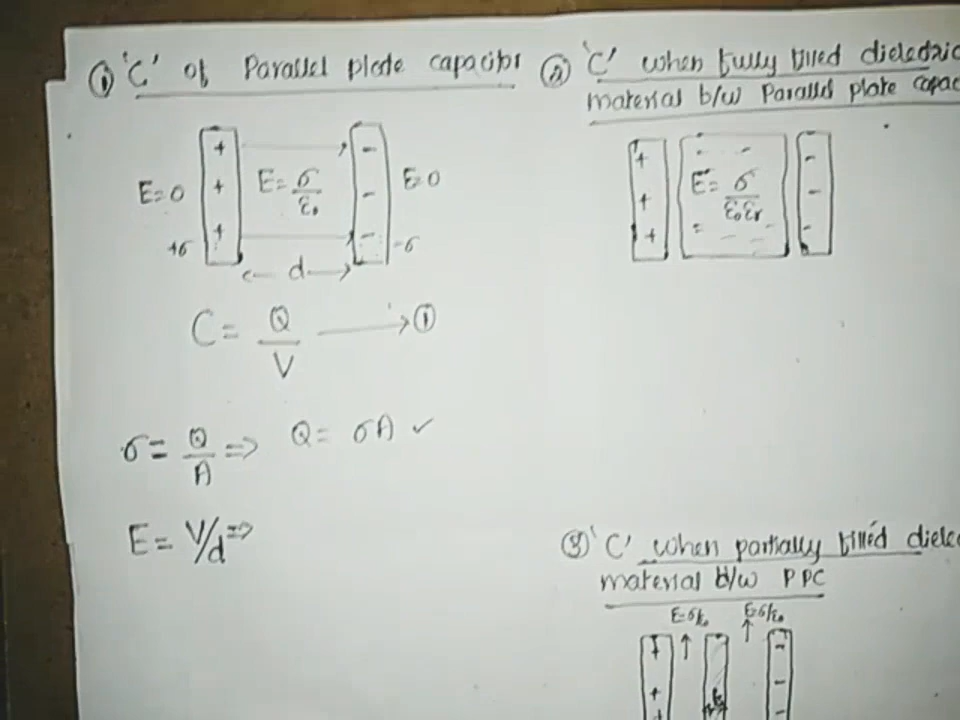 ① 'C' of Parallel plate capacitor
E=0
+
+
+
+σ
E= σ/ε₀
-
-
-
E=0
-σ
d
C= Q/V → ①
σ= Q/A ⇒ Q= σA ✓
E= V/d ⇒
② 'C' when fully filled dielectric
material b/w Parallel plate capac
+
+
+
E= σ/ε₀εr
-
-
-
③ 'C' when partially filled dielec
material b/w PPC
E=σ/ε₀ E=σ/ε₀
+
+
+
-
-
-